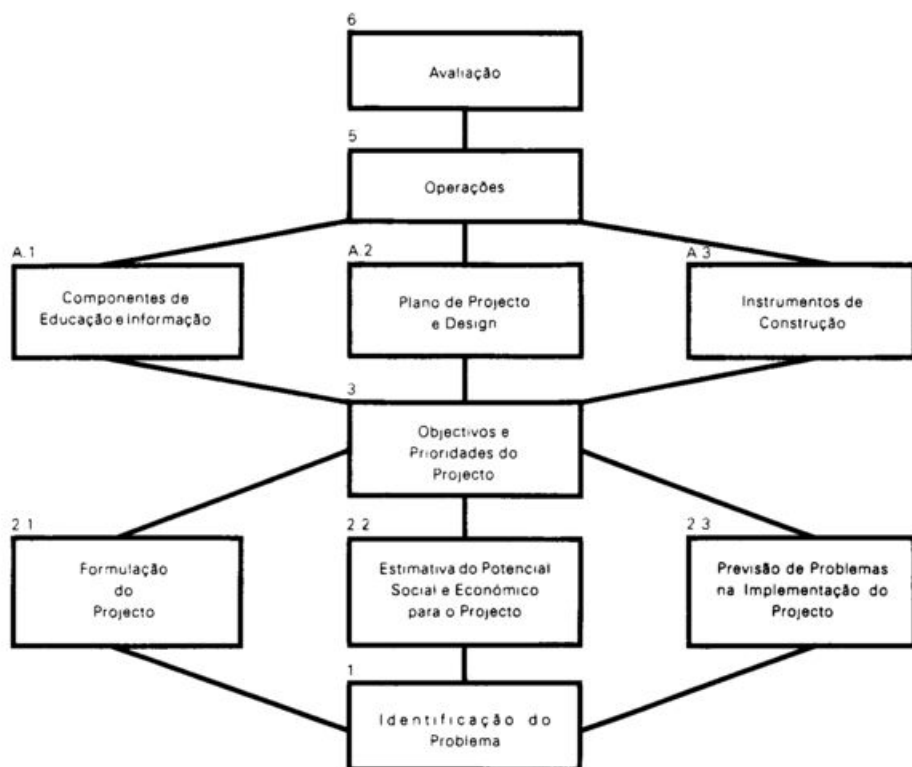 6
Avaliação
5
Operações
A.1
A.2
A.3
Componentes de
Educação e Informação
Plano de Projecto
e Design
Instrumentos de
Construção
3
Objectivos e
Prioridades do
Projecto
2.1
2.2
2.3
Formulação
do
Projecto
Estimativa do Potencial
Social e Económico
para o Projecto
Previsão de Problemas
na Implementação do
Projecto
1
Identificação do
Problema